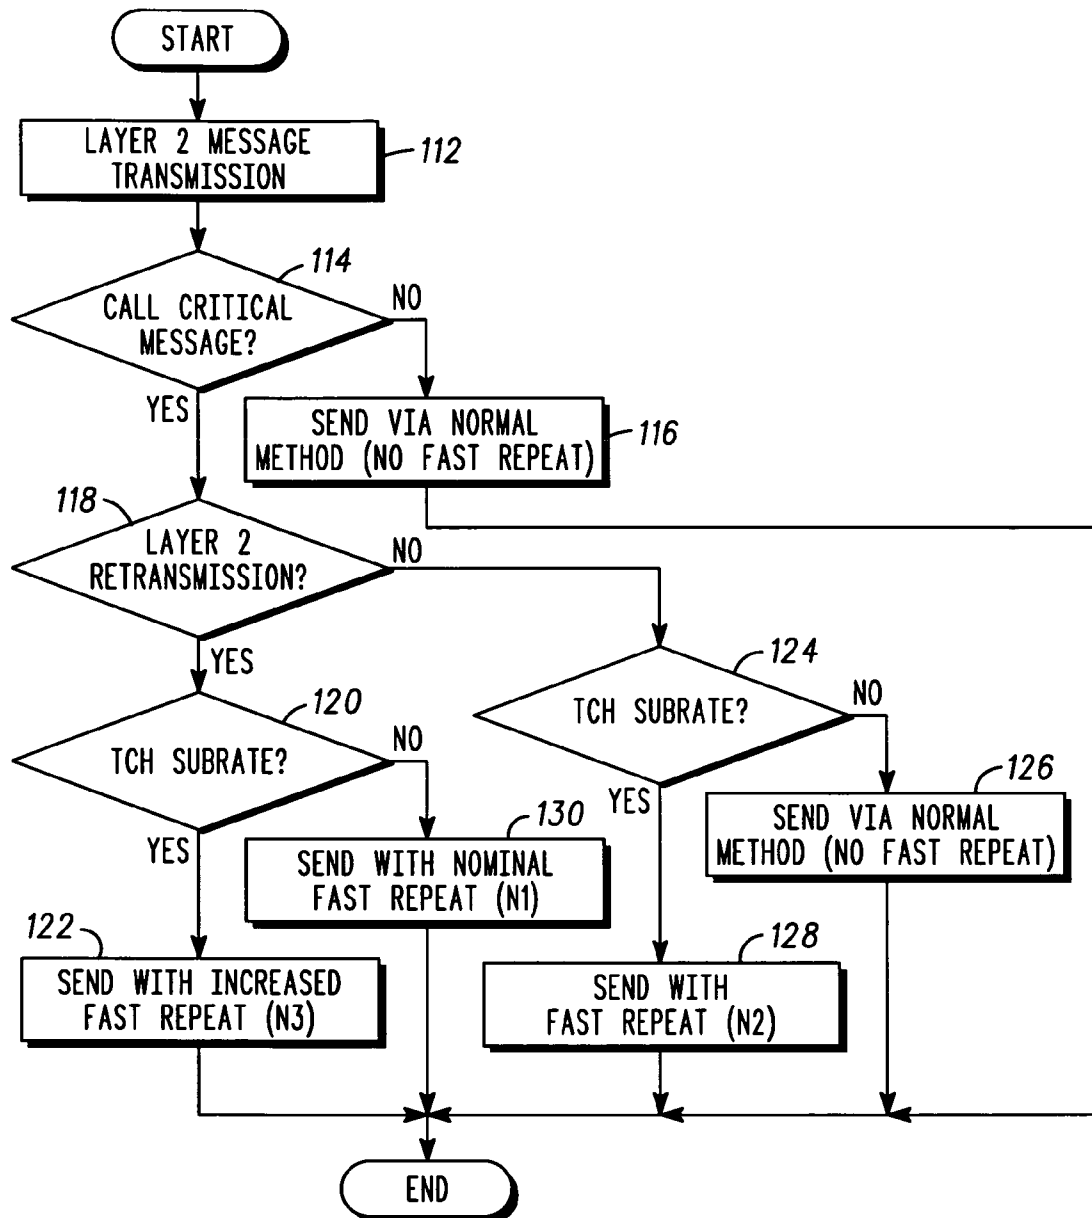 START
LAYER 2 MESSAGE
TRANSMISSION
112
114
CALL CRITICAL
MESSAGE?
NO
YES
SEND VIA NORMAL
METHOD (NO FAST REPEAT)
116
118
LAYER 2
RETRANSMISSION?
NO
YES
124
TCH SUBRATE?
NO
YES
120
TCH SUBRATE?
NO
YES
126
SEND VIA NORMAL
METHOD (NO FAST REPEAT)
130
SEND WITH NOMINAL
FAST REPEAT (N1)
122
SEND WITH INCREASED
FAST REPEAT (N3)
128
SEND WITH
FAST REPEAT (N2)
END